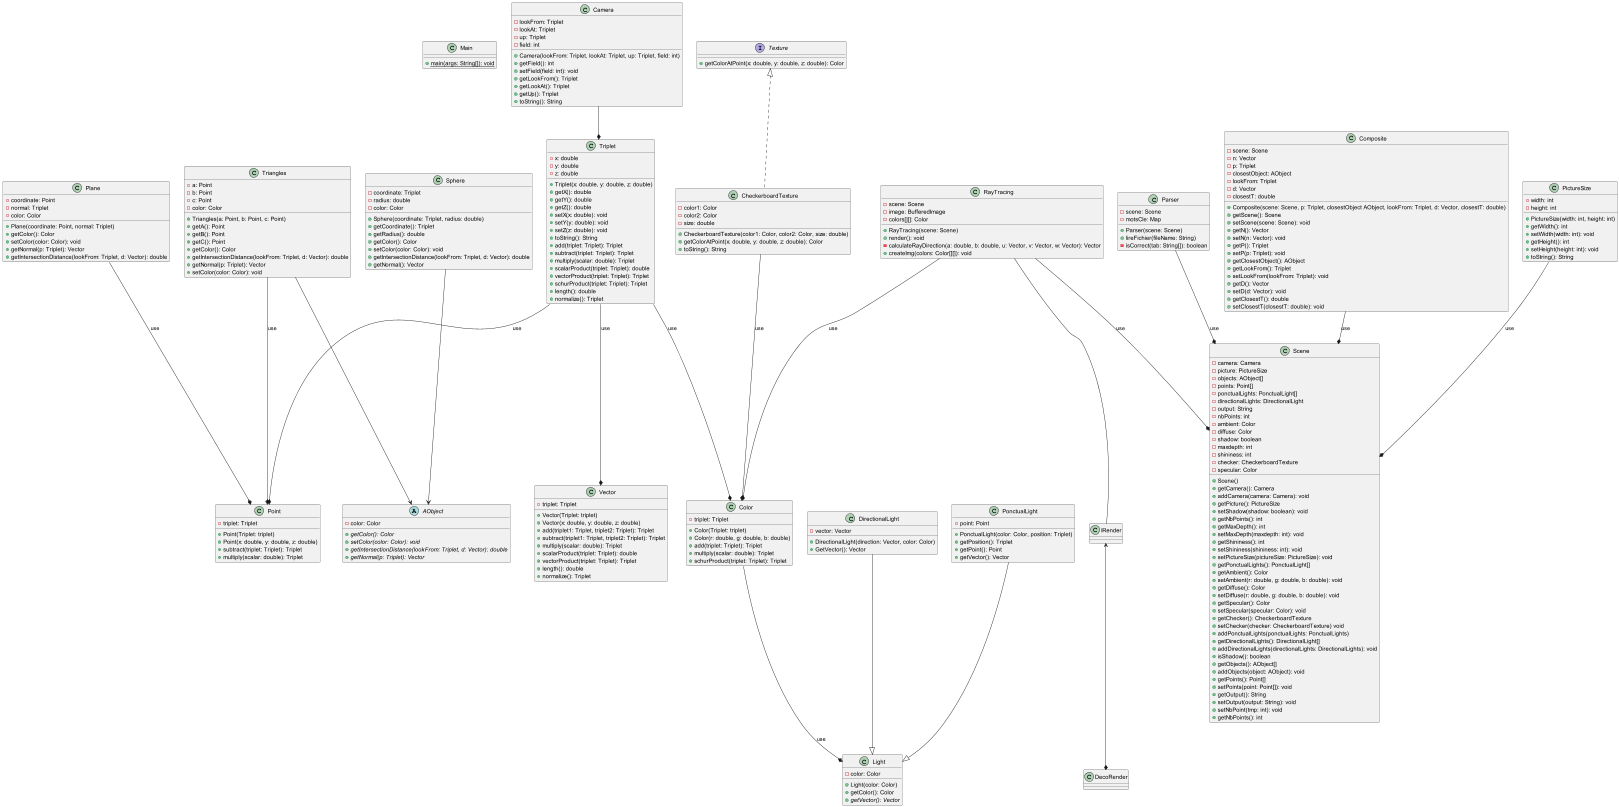 Camera
lookFrom: Triplet
lookAt: Triplet
up: Triplet
field: int
Camera(lookFrom: Triplet, lookAt: Triplet, up: Triplet, field: int)
getField(): int
setField(field: int): void
getLookFrom(): Triplet
getLookAt(): Triplet
getUp(): Triplet
toString(): String
Main
main(args: String[]): void
Texture
getColorAtPoint(x: double, y: double, z: double): Color
Plane
coordinate: Point
normal: Triplet
color: Color
Plane(coordinate: Point, normal: Triplet)
getColor(): Color
setColor(color: Color): void
getNormal(p: Triplet): Vector
getIntersectionDistance(lookFrom: Triplet, d: Vector): double
Triangles
a: Point
b: Point
c: Point
color: Color
Triangles(a: Point, b: Point, c: Point)
getA(): Point
getB(): Point
getC(): Point
getColor(): Color
getIntersectionDistance(lookFrom: Triplet, d: Vector): double
getNormal(p: Triplet): Vector
setColor(color: Color): void
Sphere
coordinate: Triplet
radius: double
color: Color
Sphere(coordinate: Triplet, radius: double)
getCoordinate(): Triplet
getRadius(): double
getColor(): Color
setColor(color: Color): void
getIntersectionDistance(lookFrom: Triplet, d: Vector): double
getNormal(): Vector
Triplet
x: double
y: double
z: double
Triplet(x: double, y: double, z: double)
getX(): double
getY(): double
getZ(): double
setX(x: double): void
setY(y: double): void
setZ(z: double): void
toString(): String
add(triplet: Triplet): Triplet
subtract(triplet: Triplet): Triplet
multiply(scalar: double): Triplet
scalarProduct(triplet: Triplet): double
vectorProduct(triplet: Triplet): Triplet
schurProduct(triplet: Triplet): Triplet
length(): double
normalize(): Triplet
CheckerboardTexture
color1: Color
color2: Color
size: double
CheckerboardTexture(color1: Color, color2: Color, size: double)
getColorAtPoint(x: double, y: double, z: double): Color
toString(): String
RayTracing
scene: Scene
image: BufferedImage
colors[][]: Color
RayTracing(scene: Scene)
render(): void
calculateRayDirection(a: double, b: double, u: Vector, v: Vector, w: Vector): Vector
createImg(colors: Color[][]): void
Parser
scene: Scene
motsCle: Map
Parser(scene: Scene)
lireFichier(fileName: String)
isCorrect(tab: String[]): boolean
Composite
scene: Scene
n: Vector
p: Triplet
closestObject: AObject
lookFrom: Triplet
d: Vector
closestT: double
Composite(scene: Scene, p: Triplet, closestObject: AObject, lookFrom: Triplet, d: Vector, closestT: double)
getScene(): Scene
setScene(scene: Scene): void
getN(): Vector
setN(n: Vector): void
getP(): Triplet
setP(p: Triplet): void
getClosestObject(): AObject
getLookFrom(): Triplet
setLookFrom(lookFrom: Triplet): void
getD(): Vector
setD(d: Vector): void
getClosestT(): double
setClosestT(closestT: double): void
PictureSize
width: int
height: int
PictureSize(width: int, height: int)
getWidth(): int
setWidth(width: int): void
getHeight(): int
setHeight(height: int): void
toString(): String
use
use
use
use
use
use
use
use
use
use
use
use
Point
triplet: Triplet
Point(Triplet: triplet)
Point(x: double, y: double, z: double)
subtract(triplet: Triplet): Triplet
multiply(scalar: double): Triplet
AObject
color: Color
getColor(): Color
setColor(color: Color): void
getIntersectionDistance(lookFrom: Triplet, d: Vector): double
getNormal(p: Triplet): Vector
Vector
triplet: Triplet
Vector(Triplet: triplet)
Vector(x: double, y: double, z: double)
add(triplet1: Triplet, triplet2: Triplet): Triplet
subtract(triplet1: Triplet, triplet2: Triplet): Triplet
multiply(scalar: double): Triplet
scalarProduct(triplet: Triplet): double
vectorProduct(triplet: Triplet): Triplet
length(): double
normalize(): Triplet
Color
triplet: Triplet
Color(Triplet: triplet)
Color(r: double, g: double, b: double)
add(triplet: Triplet): Triplet
multiply(scalar: double): Triplet
schurProduct(triplet: Triplet): Triplet
DirectionalLight
vector: Vector
DirectionalLight(direction: Vector, color: Color)
GetVector(): Vector
PonctualLight
point: Point
PonctualLight(color: Color, position: Triplet)
getPosition(): Triplet
getPoint(): Point
getVector(): Vector
IRender
Scene
camera: Camera
picture: PictureSize
objects: AObject[]
points: Point[]
ponctualLights: PonctualLight[]
directionalLights: DirectionalLight
output: String
nbPoints: int
ambient: Color
diffuse: Color
shadow: boolean
maxdepth: int
shininess: int
checker: CheckerboardTexture
specular: Color
Scene()
getCamera(): Camera
addCamera(camera: Camera): void
getPicture(): PictureSize
setShadow(shadow: boolean): void
getNbPoints(): int
getMaxDepth(): int
setMaxDepth(maxdepth: int): void
getShininess(): int
setShininess(shininess: int): void
setPictureSize(pictureSize: PictureSize): void
getPonctualLights(): PonctualLight[]
getAmbient(): Color
setAmbient(r: double, g: double, b: double): void
getDiffuse(): Color
setDiffuse(r: double, g: double, b: double): void
getSpecular(): Color
setSpecular(specular: Color): void
getChecker(): CheckerboardTexture
setChecker(checker: CheckerboardTexture) void
addPonctualLights(ponctualLights: PonctualLights)
getDirectionalLights(): DirectionalLight[]
addDirectionalLights(directionalLights: DirectionalLights): void
isShadow(): boolean
getObjects(): AObject[]
addObjects(object: AObject): void
getPoints(): Point[]
setPoints(point: Point[]): void
getOutput(): String
setOutput(output: String): void
setNbPoint(tmp: int): void
getNbPoints(): int
Light
color: Color
Light(color: Color)
getColor(): Color
getVector(): Vector
DecoRender